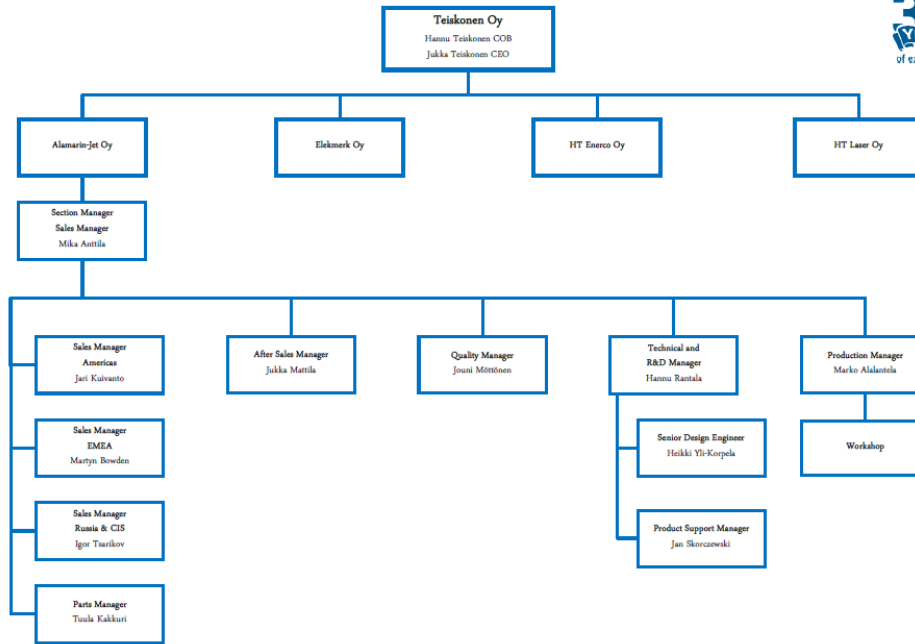 Teiskonen Oy
Hannu Teiskonen COB
Jukka Teiskonen CEO
Alamarin-Jet Oy
Elekmerk Oy
HT Enerco Oy
HT Laser Oy
Section Manager
Sales Manager
Mika Anttila
Sales Manager
Americas
Jari Kuivanto
After Sales Manager
Jukka Mattila
Quality Manager
Jouni Möttönen
Technical and
R&D Manager
Hannu Rantala
Production Manager
Marko Alalantela
Sales Manager
EMEA
Martyn Bowden
Senior Design Engineer
Heikki Yli-Korpela
Workshop
Sales Manager
Russia & CIS
Igor Tsarikov
Product Support Manager
Jan Skorczewski
Parts Manager
Tuula Kakkuri